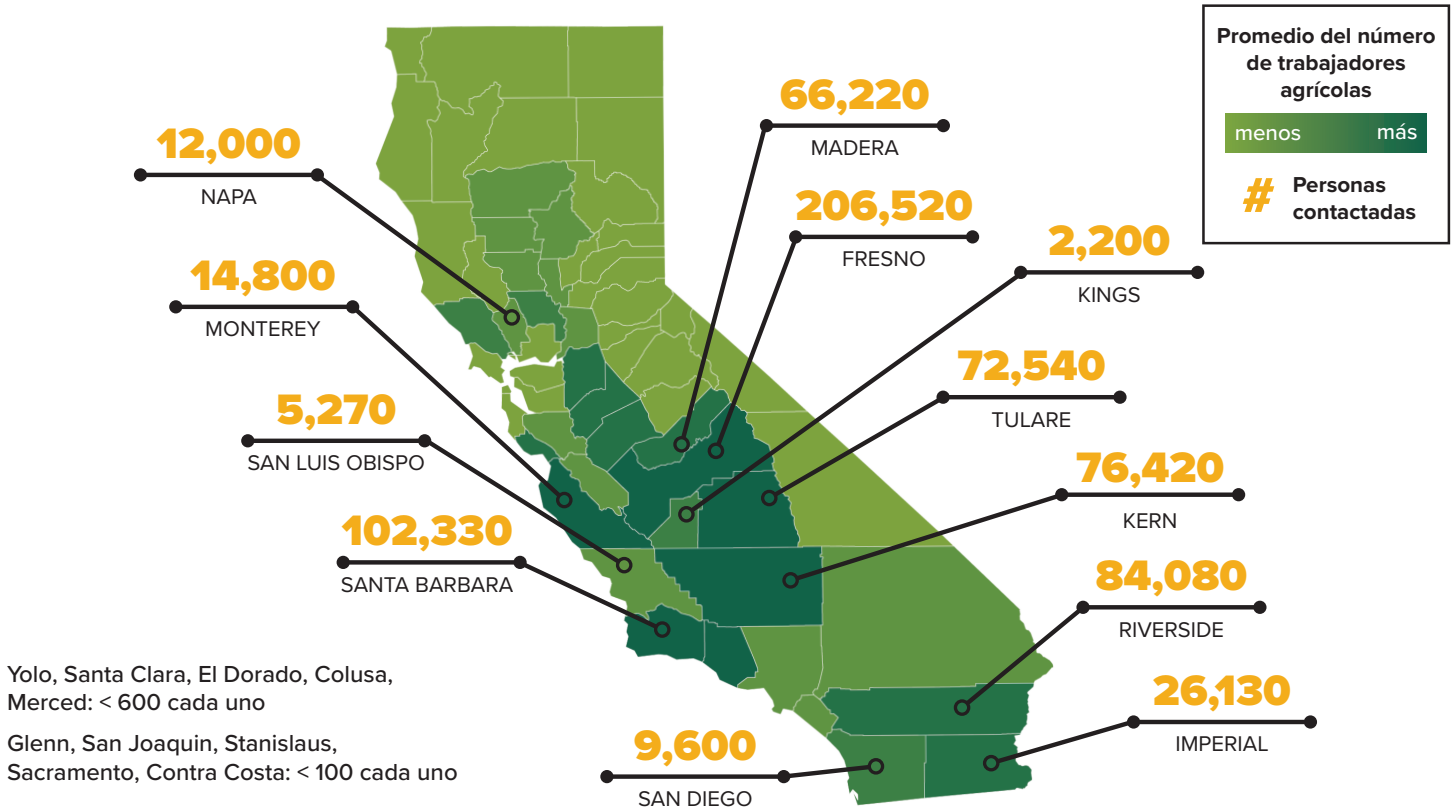 Promedio del número
de trabajadores
agrícolas
menos más
# Personas
contactadas
66,220
MADERA
12,000
NAPA
206,520
FRESNO
2,200
KINGS
14,800
MONTEREY
72,540
TULARE
5,270
SAN LUIS OBISPO
76,420
KERN
102,330
SANTA BARBARA
84,080
RIVERSIDE
26,130
IMPERIAL
9,600
SAN DIEGO
Yolo, Santa Clara, El Dorado, Colusa,
Merced: < 600 cada uno
Glenn, San Joaquin, Stanislaus,
Sacramento, Contra Costa: < 100 cada uno